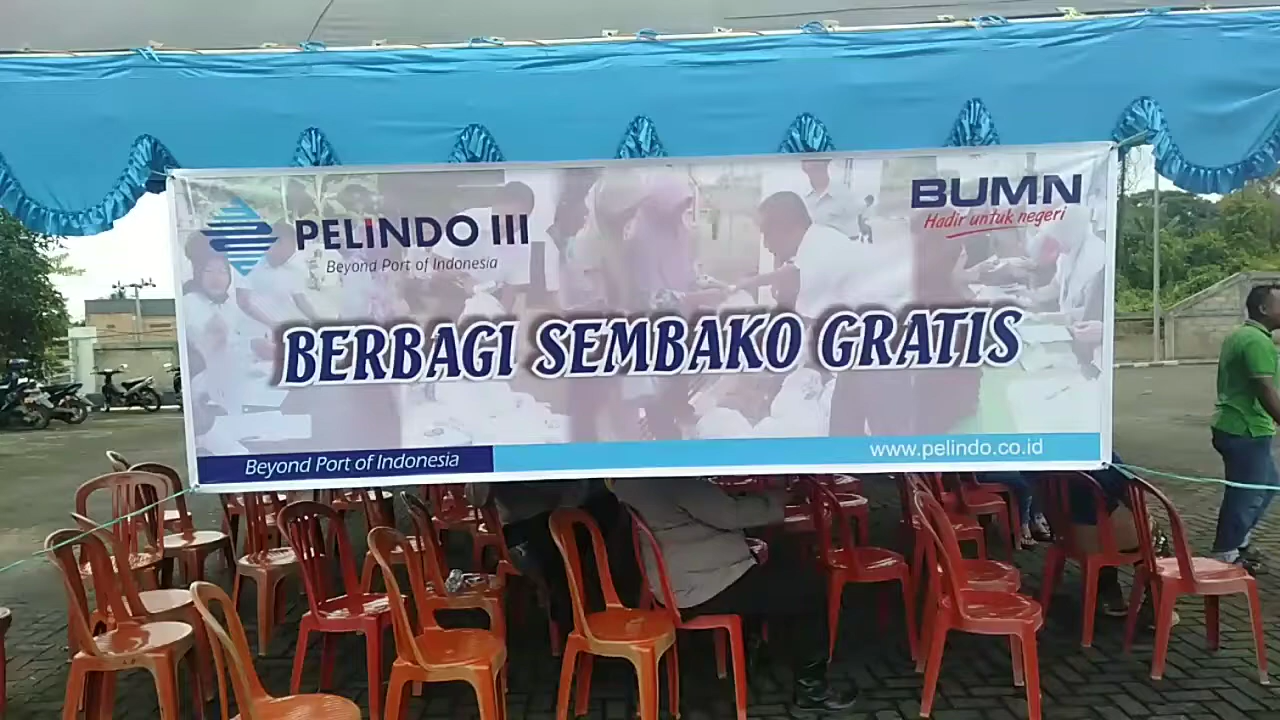 PELINDO III
Beyond Port of Indonesia
BUMN
Hadir untuk negeri
BERBAGI SEMBAKO GRATIS
Beyond Port of Indonesia
www.pelindo.co.id